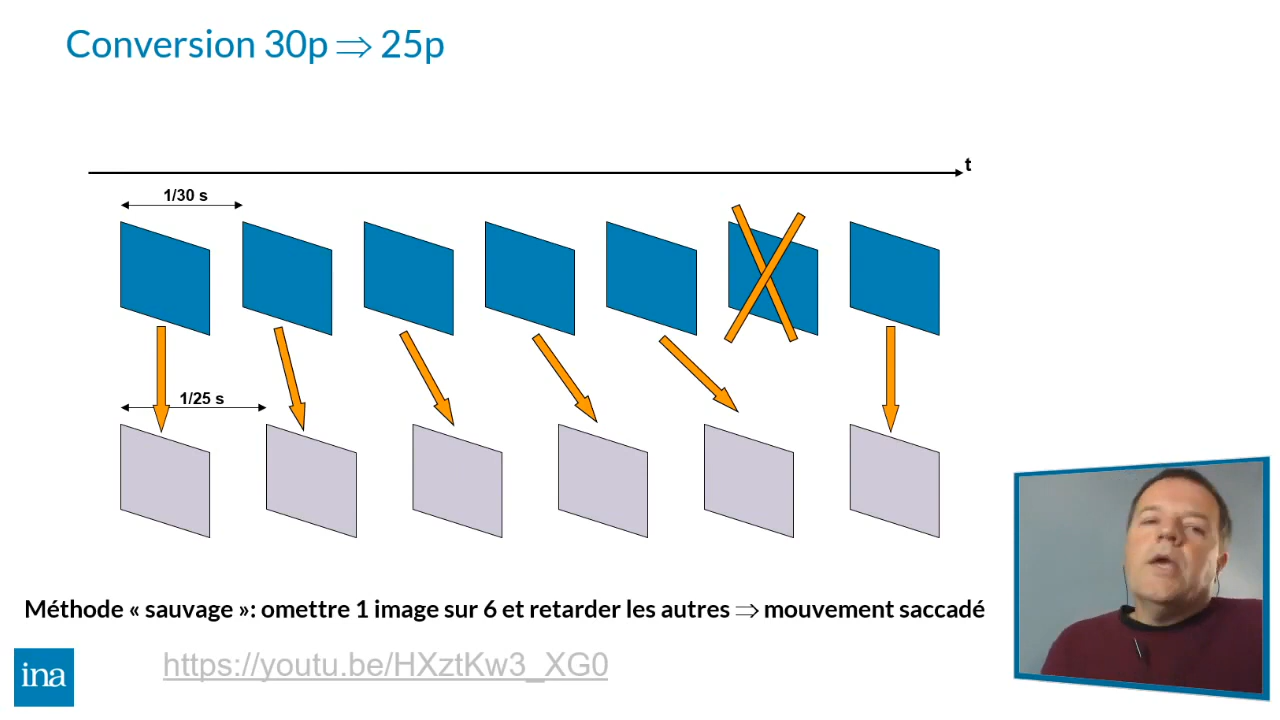 Conversion 30p ⇒ 25p
t
1/30 s
1/25 s
Méthode « sauvage »: omettre 1 image sur 6 et retarder les autres ⇒ mouvement saccadé
ina
https://youtu.be/HXztKw3_XG0